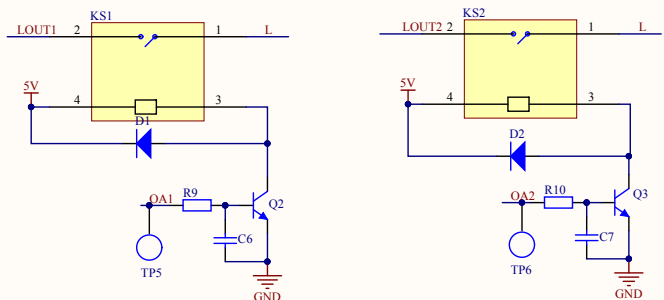 KS1
LOUT1 2 1 L
5V
4 3
D1
OA1 R9 Q2
C6
TP5
GND
KS2
LOUT2 2 1 L
5V
4 3
D2
OA2 R10 Q3
C7
TP6
GND